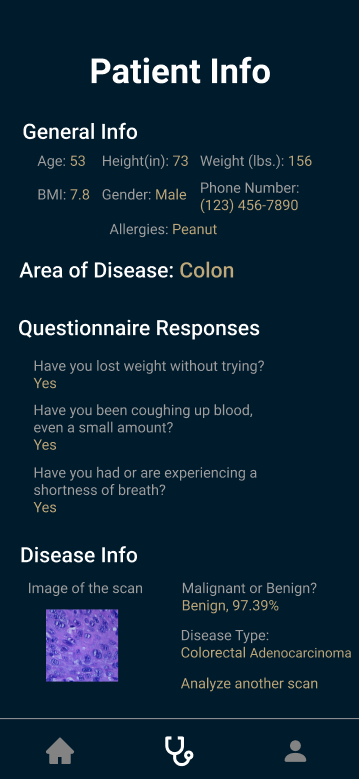 Patient Info
General Info
Age: 53 Height(in): 73 Weight (lbs.): 156
BMI: 7.8 Gender: Male Phone Number:
(123) 456-7890
Allergies: Peanut
Area of Disease: Colon
Questionnaire Responses
Have you lost weight without trying?
Yes
Have you been coughing up blood,
even a small amount?
Yes
Have you had or are experiencing a
shortness of breath?
Yes
Disease Info
Image of the scan
Malignant or Benign?
Benign, 97.39%
Disease Type:
Colorectal Adenocarcinoma
Analyze another scan